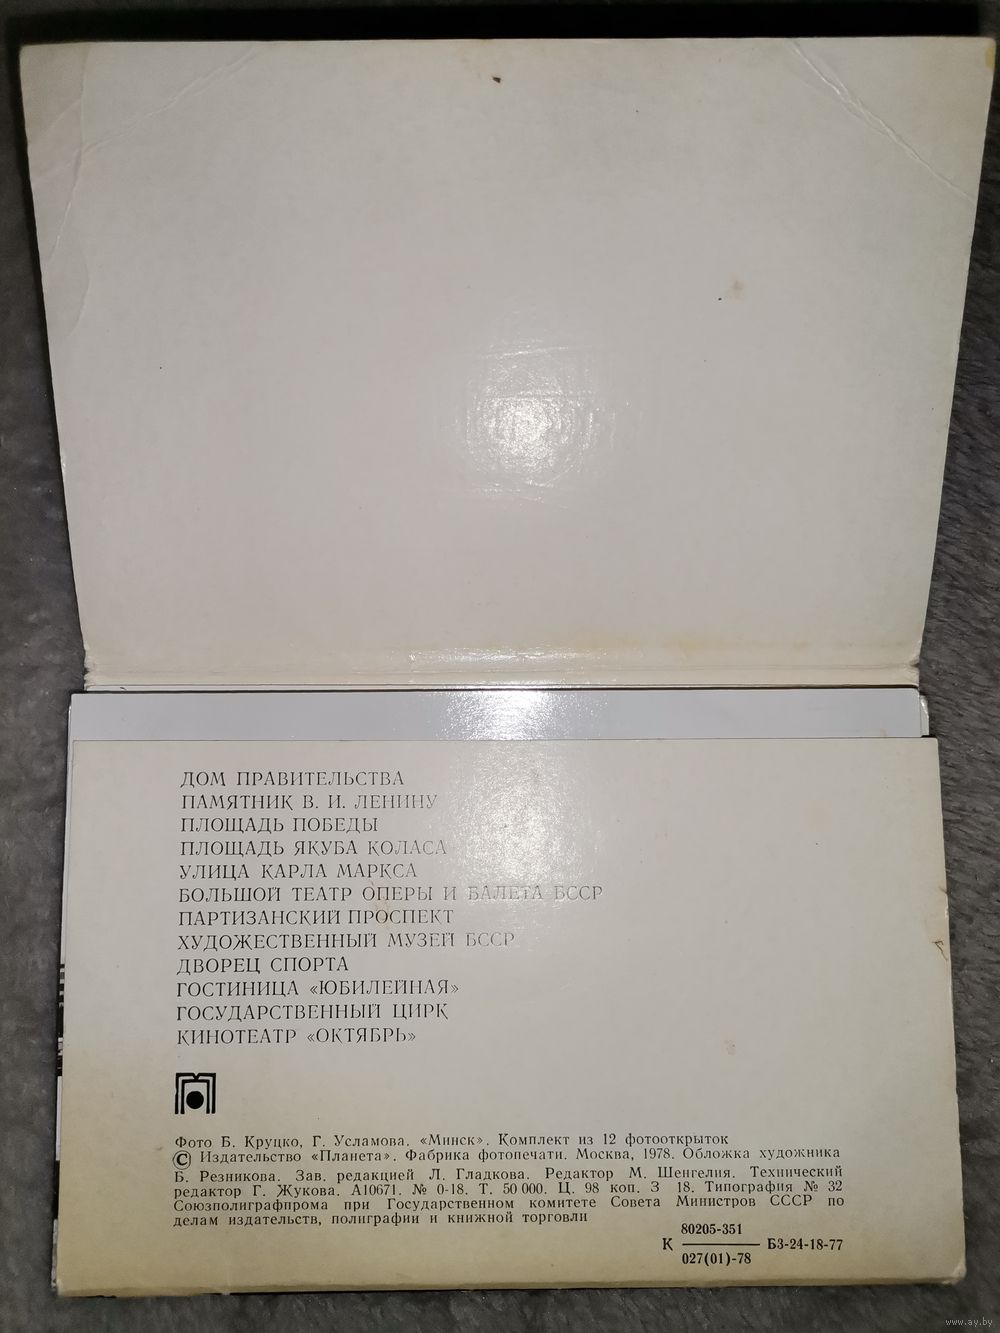 ДОМ ПРАВИТЕЛЬСТВА
ПАМЯТНИК В. И. ЛЕНИНУ
ПЛОЩАДЬ ПОБЕДЫ
ПЛОЩАДЬ ЯКУБА КОЛАСА
УЛИЦА КАРЛА МАРКСА
БОЛЬШОЙ ТЕАТР ОПЕРЫ И БАЛЕТА БССР
ПАРТИЗАНСКИЙ ПРОСПЕКТ
ХУДОЖЕСТВЕННЫЙ МУЗЕЙ БССР
ДВОРЕЦ СПОРТА
ГОСТИНИЦА «ЮБИЛЕЙНАЯ»
ГОСУДАРСТВЕННЫЙ ЦИРК
КИНОТЕАТР «ОКТЯБРЬ»
Фото Б. Круцко, Г. Усламова. «Минск». Комплект из 12 фотооткрыток
© Издательство «Планета». Фабрика фотопечати. Москва, 1978. Обложка художника
Б. Резникова. Зав. редакцией Л. Гладкова. Редактор М. Шенгелия. Технический
редактор Г. Жукова. А10671. № 0-18. Т. 50 000. Ц. 98 коп. З 18. Типография № 32
Союзполиграфпрома при Государственном комитете Совета Министров СССР по
делам издательств, полиграфии и книжной торговли
80205-351
К Б3-24-18-77
027(01)-78
www.ay.by